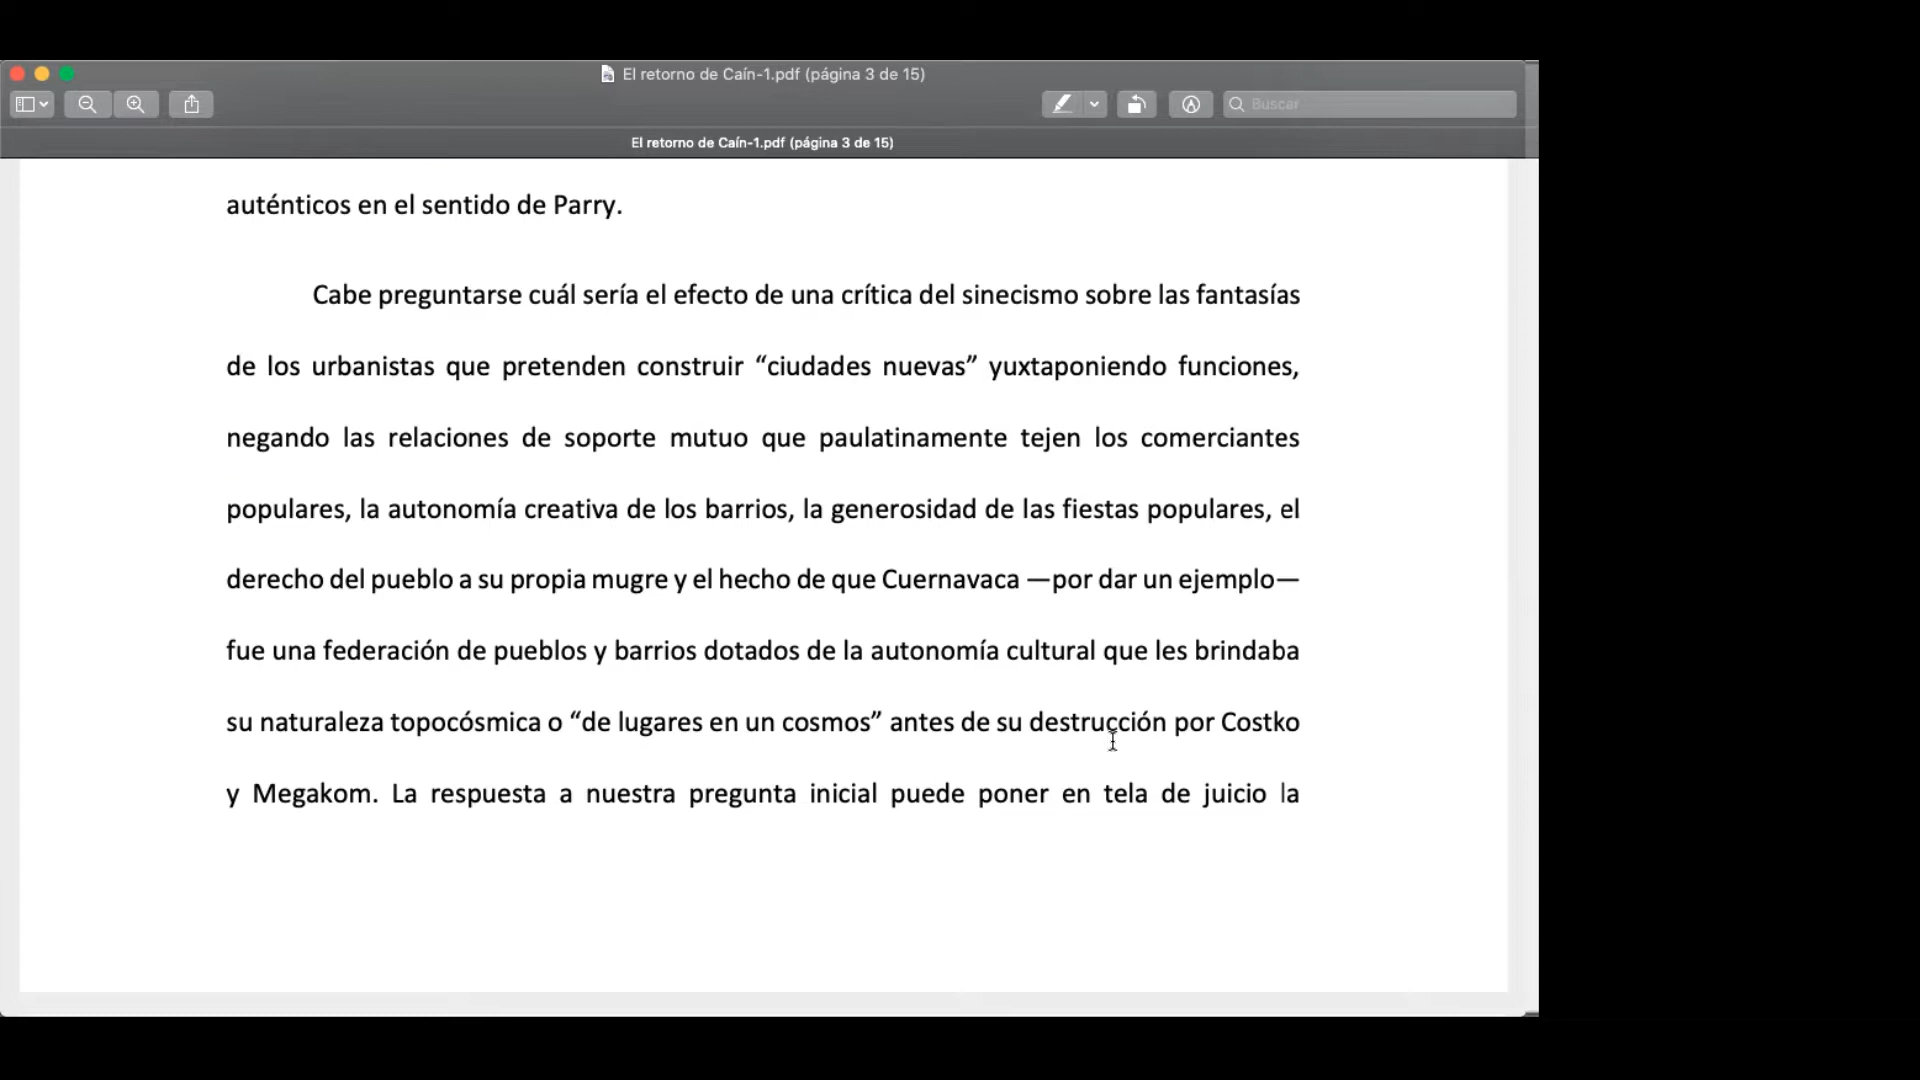 El retorno de Caín-1.pdf (página 3 de 15)
Buscar
El retorno de Caín-1.pdf (página 3 de 15)
auténticos en el sentido de Parry.
Cabe preguntarse cuál sería el efecto de una crítica del sinecismo sobre las fantasías
de los urbanistas que pretenden construir “ciudades nuevas” yuxtaponiendo funciones,
negando las relaciones de soporte mutuo que paulatinamente tejen los comerciantes
populares, la autonomía creativa de los barrios, la generosidad de las fiestas populares, el
derecho del pueblo a su propia mugre y el hecho de que Cuernavaca —por dar un ejemplo—
fue una federación de pueblos y barrios dotados de la autonomía cultural que les brindaba
su naturaleza topocósmica o “de lugares en un cosmos” antes de su destrucción por Costko
y Megakom. La respuesta a nuestra pregunta inicial puede poner en tela de juicio la